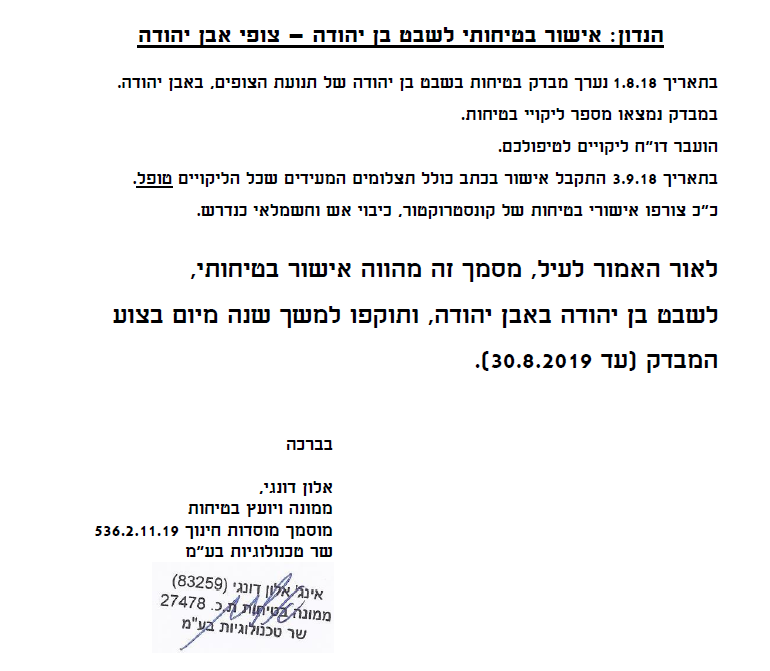 הנדון: אישור בטיחותי לשבט בן יהודה – צופי אבן יהודה
בתאריך 1.8.18 נערך מבדק בטיחות בשבט בן יהודה של תנועת הצופים, באבן יהודה.
במבדק נמצאו מספר ליקויי בטיחות.
הועבר דו"ח ליקויים לטיפולכם.
בתאריך 3.9.18 התקבל אישור בכתב כולל תצלומים המעידים שכל הליקויים טופל.
כ"כ צורפו אישורי בטיחות של קונסטרוקטור, כיבוי אש וחשמלאי כנדרש.
לאור האמור לעיל, מסמך זה מהווה אישור בטיחותי,
לשבט בן יהודה באבן יהודה, ותוקפו למשך שנה מיום בצוע
המבדק (עד 30.8.2019).
בברכה
אלון דונגי,
ממונה ויועץ בטיחות
מוסמך מוסדות חינוך 536.2.11.19
שר טכנולוגיות בע"מ
אינג' אלון דונגי (83259)
ממונה בטיחות ת.כ. 27478
שר טכנולוגיות בע"מ